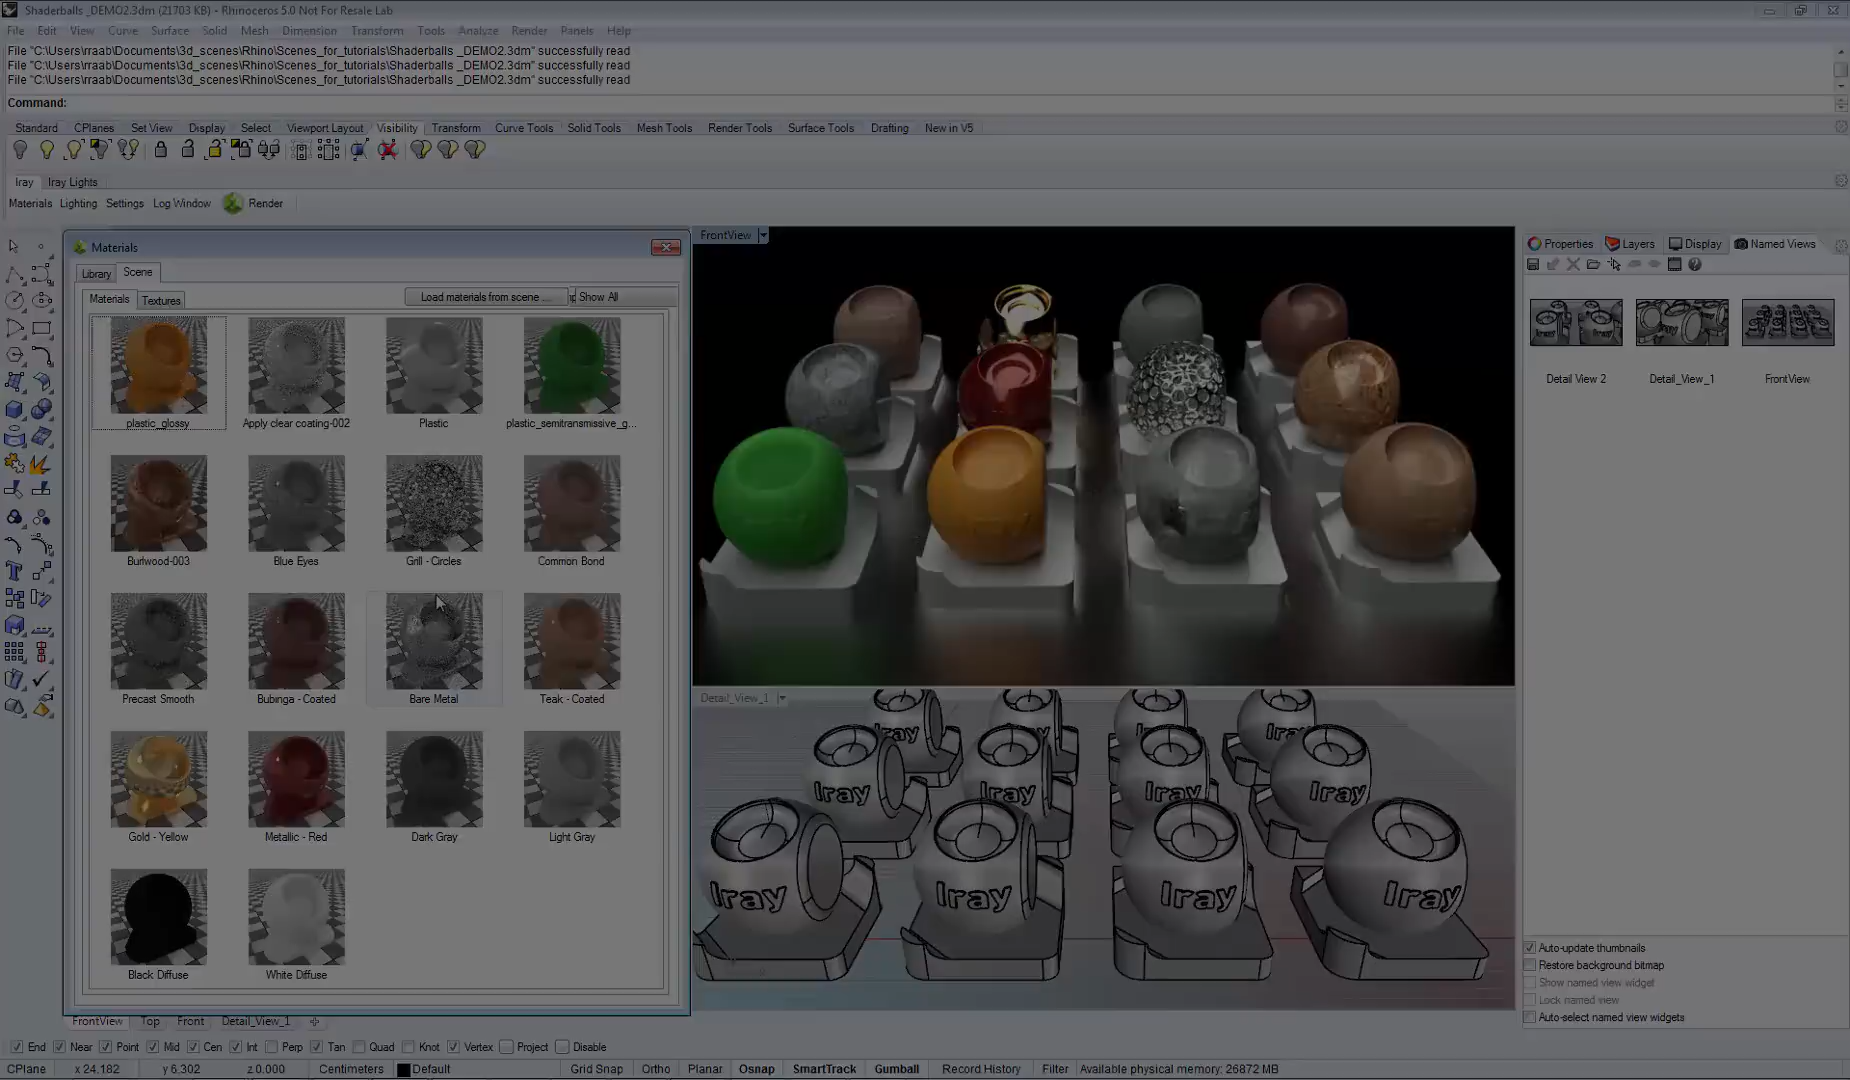 Shaderballs _DEMO2.3dm (21703 KB) - Rhinoceros 5.0 Not For Resale Lab
File Edit View Curve Surface Solid Mesh Dimension Transform Tools Analyze Render Panels Help
File "C:\Users\raab\Documents\3d_scenes\Rhino\Scenes_for_tutorials\Shaderballs _DEMO2.3dm" successfully read
File "C:\Users\raab\Documents\3d_scenes\Rhino\Scenes_for_tutorials\Shaderballs _DEMO2.3dm" successfully read
File "C:\Users\raab\Documents\3d_scenes\Rhino\Scenes_for_tutorials\Shaderballs _DEMO2.3dm" successfully read
Command:
Standard CPlanes Set View Display Select Viewport Layout Visibility Transform Curve Tools Solid Tools Mesh Tools Render Tools Surface Tools Drafting New in V5
Iray Iray Lights
Materials Lighting Settings Log Window Render
Materials
Library Scene
Materials Textures Load materials from scene ... Show All
plastic_glossy Apply clear coating-002 Plastic plastic_semitransmissive_g...
Burlwood-003 Blue Eyes Grill - Circles Common Bond
Precast Smooth Bubinga - Coated Bare Metal Teak - Coated
Gold - Yellow Metallic - Red Dark Gray Light Gray
Black Diffuse White Diffuse
FrontView
Detail_View_1
Iray Iray Iray Iray
Iray Iray Iray Iray
Iray Iray Iray Iray
Properties Layers Display Named Views
Detail View 2 Detail_View_1 FrontView
Auto-update thumbnails
Restore background bitmap
Show named view widget
Lock named view
Auto-select named view widgets
FrontView Top Front Detail_View_1
End Near Point Mid Cen Int Perp Tan Quad Knot Vertex Project Disable
CPlane x 24.182 y 6.302 z 0.000 Centimeters Default Grid Snap Ortho Planar Osnap SmartTrack Gumball Record History Filter Available physical memory: 26872 MB